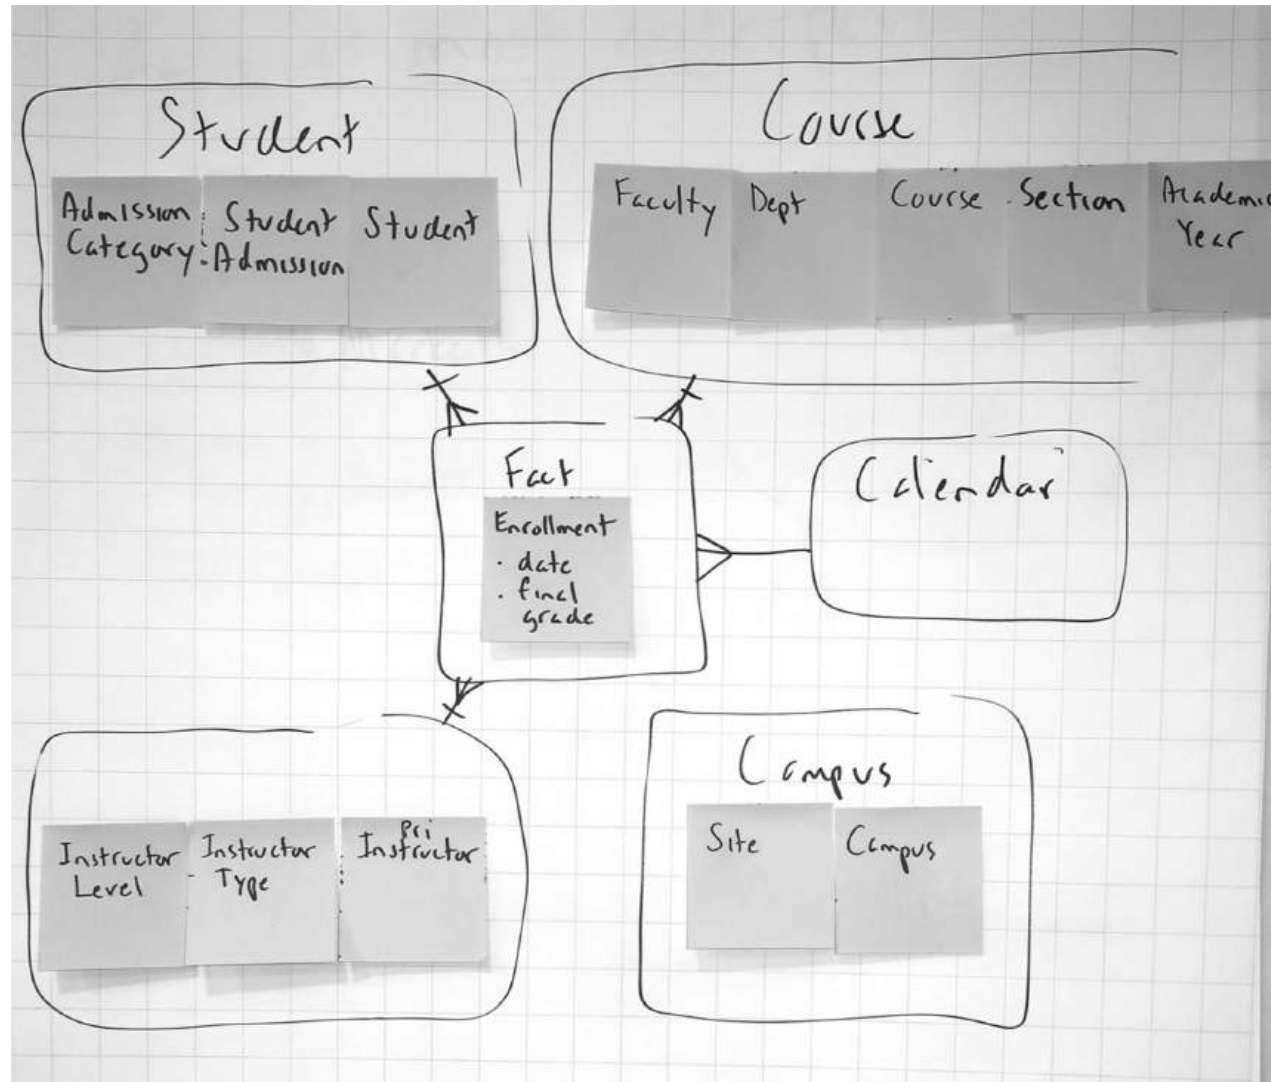 Student
Admission
Category
Student
Admission
Student
Course
Faculty
Dept
Course
Section
Academic
Year
Fact
Enrollment
· date
· final
grade
Calendar
Instructor
Level
Instructor
Type
Pri
Instructor
Campus
Site
Campus